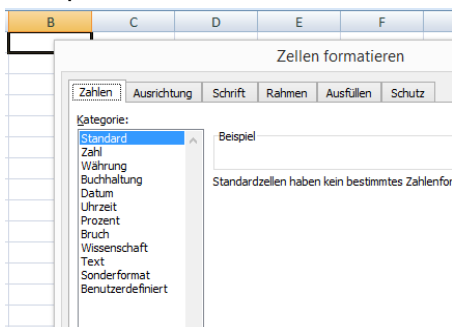 B C D E F
Zellen formatieren
Zahlen Ausrichtung Schrift Rahmen Ausfüllen Schutz
Kategorie:
Standard
Zahl
Währung
Buchhaltung
Datum
Uhrzeit
Prozent
Bruch
Wissenschaft
Text
Sonderformat
Benutzerdefiniert
Beispiel
Standardzellen haben kein bestimmtes Zahlenfor